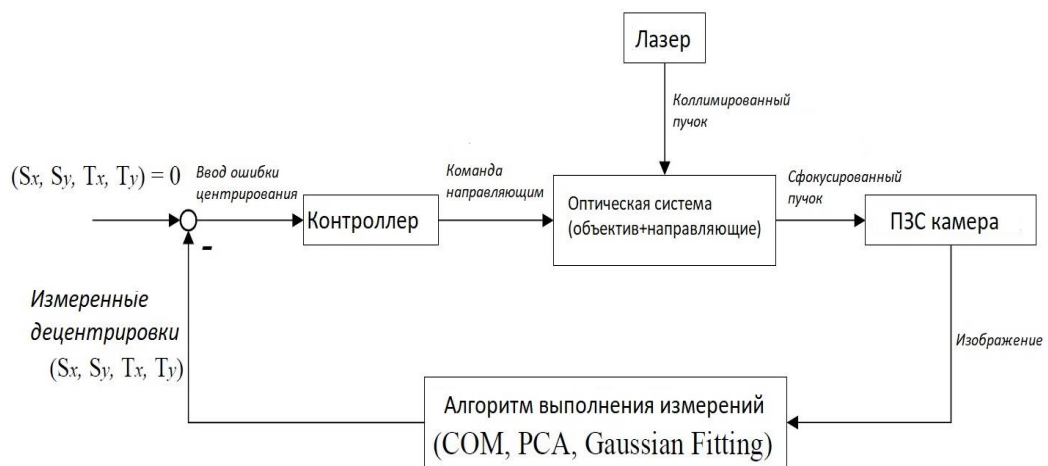 Лазер
Коллимированный
пучок
(Sx, Sy, Tx, Ty) = 0
Ввод ошибки
центрирования
Контроллер
Команда
направляющим
Оптическая система
(объектив+направляющие)
Сфокусированный
пучок
ПЗС камера
-
Измеренные
децентрировки
(Sx, Sy, Tx, Ty)
Изображение
Алгоритм выполнения измерений
(COM, PCA, Gaussian Fitting)